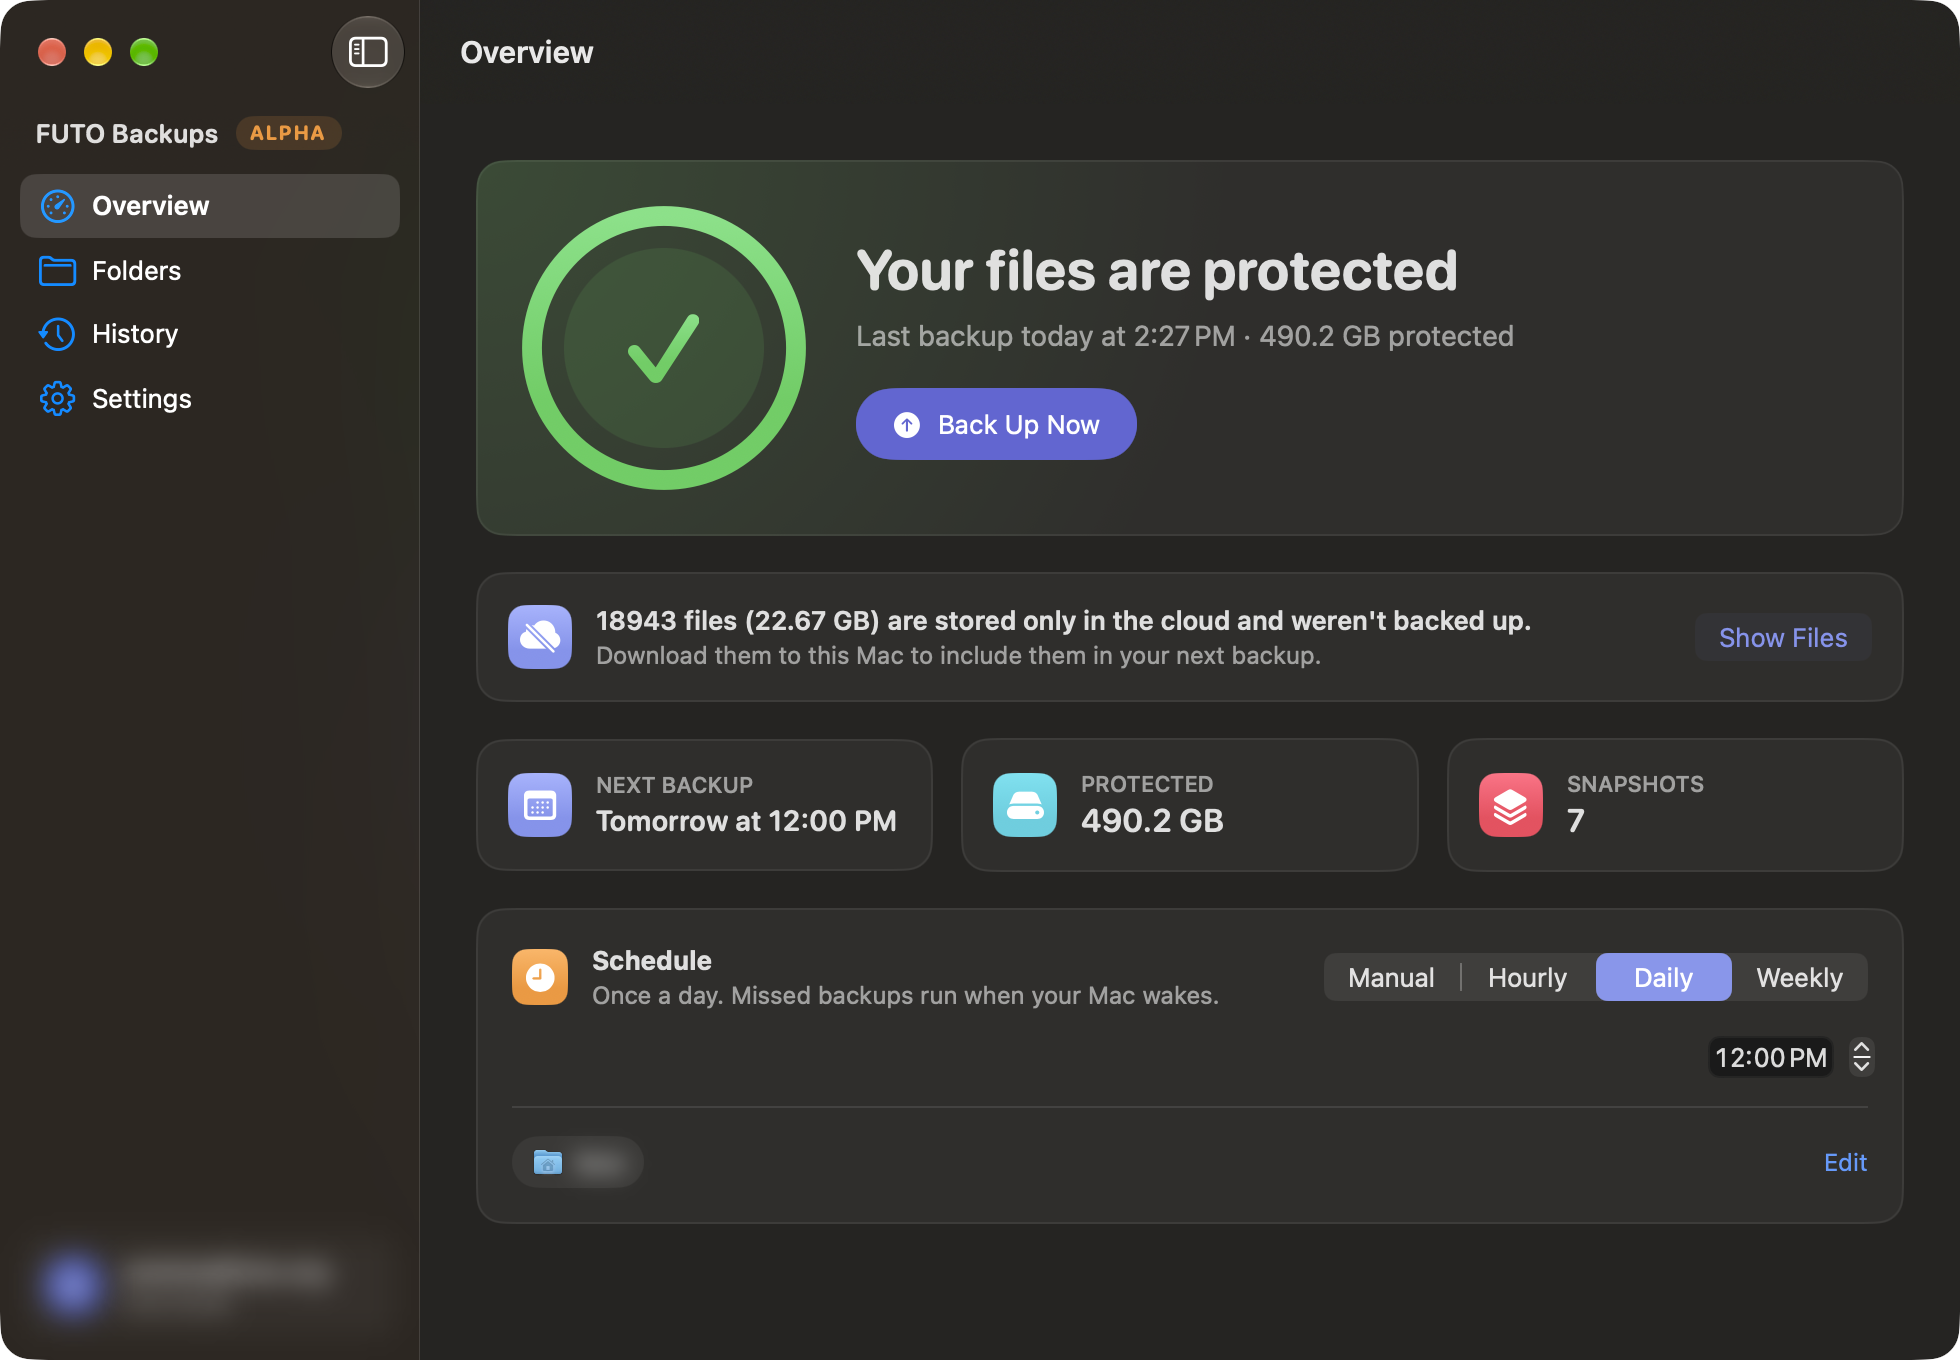 Overview
FUTO Backups ALPHA
Overview
Folders
History
Settings
Your files are protected
Last backup today at 2:27 PM · 490.2 GB protected
Back Up Now
18943 files (22.67 GB) are stored only in the cloud and weren't backed up.
Download them to this Mac to include them in your next backup.
Show Files
NEXT BACKUP
Tomorrow at 12:00 PM
PROTECTED
490.2 GB
SNAPSHOTS
7
Schedule
Once a day. Missed backups run when your Mac wakes.
Manual Hourly Daily Weekly
12:00 PM
Edit